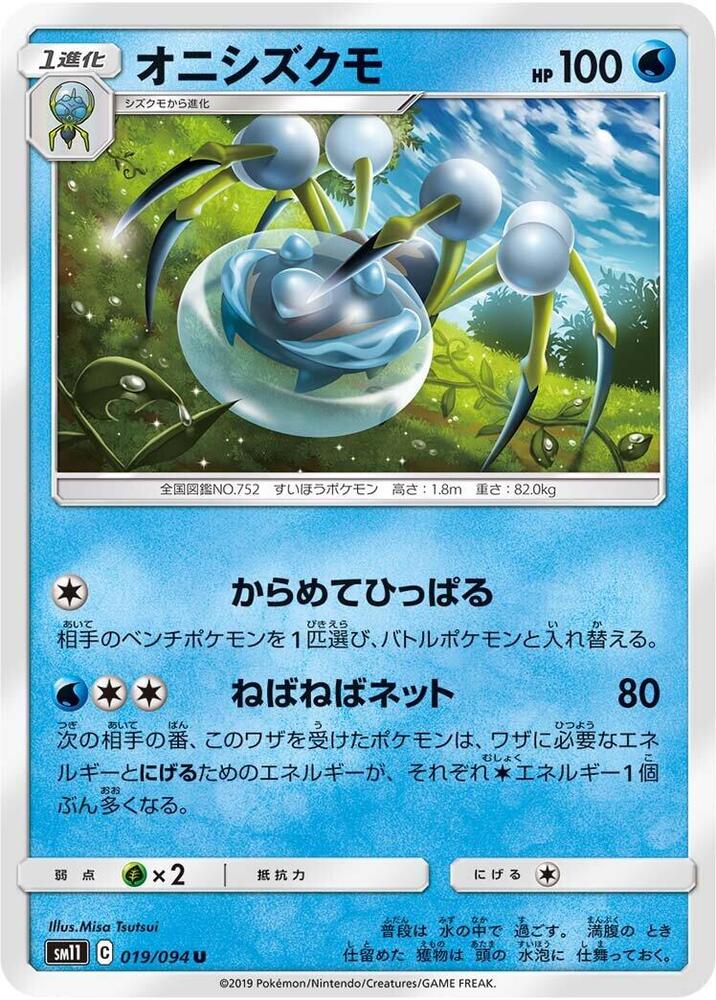 1進化
オニシズクモ
HP 100
シズクモから進化
全国図鑑NO.752 すいほうポケモン 高さ:1.8m 重さ:82.0kg
からめてひっぱる
相手のベンチポケモンを1匹選び、バトルポケモンと入れ替える。
ねばねばネット 80
次の相手の番、このワザを受けたポケモンは、ワザに必要なエネ
ルギーとにげるためのエネルギーが、それぞれエネルギー1個
ぶん多くなる。
弱点 ×2 抵抗力 にげる
Illus.Misa Tsutsui
SM11 C 019/094 U
普段は 水の中で 過ごす。満腹の とき
仕留めた 獲物は 頭の 水泡に 仕舞っておく。
©2019 Pokémon/Nintendo/Creatures/GAME FREAK.